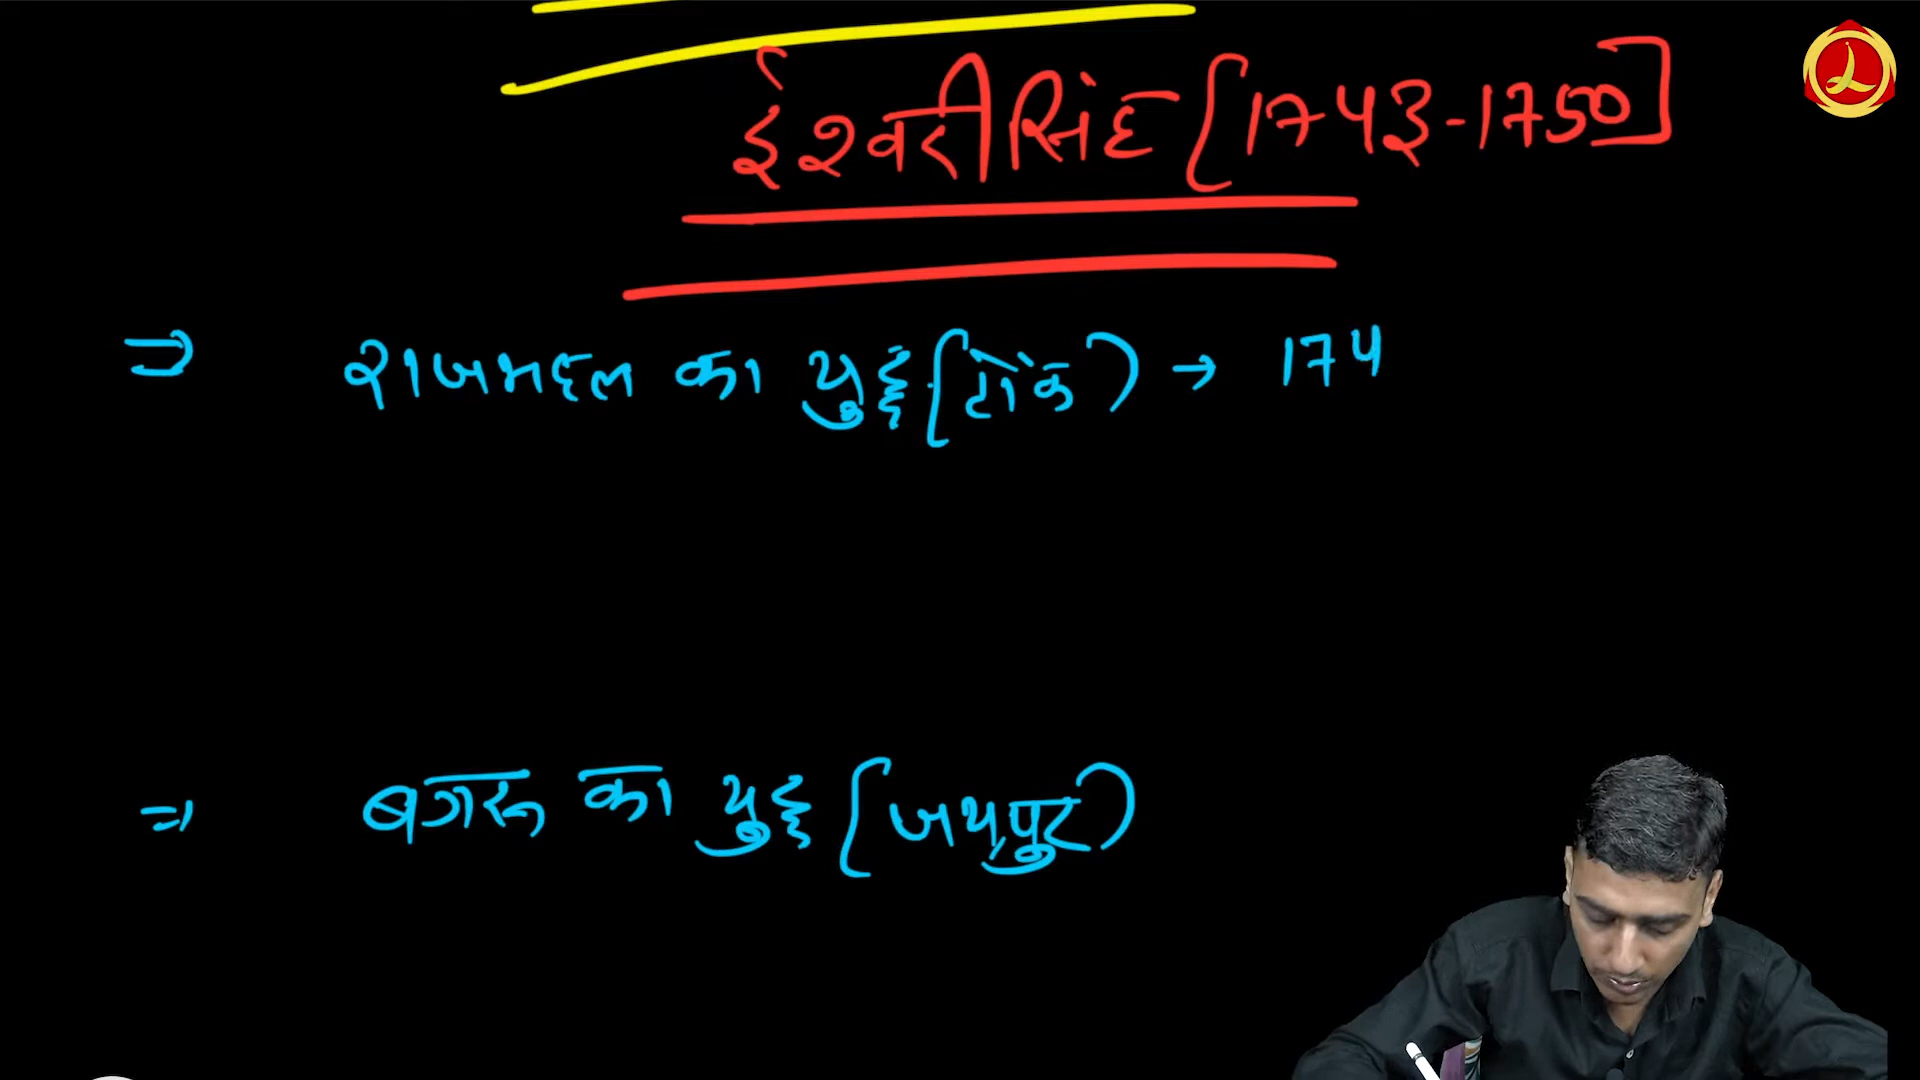 ईश्वरीसिंह [1743-1750]
⇒ राजमहल का युद्ध (टोंक) → 174
⇒ बगरू का युद्ध (जयपुर)